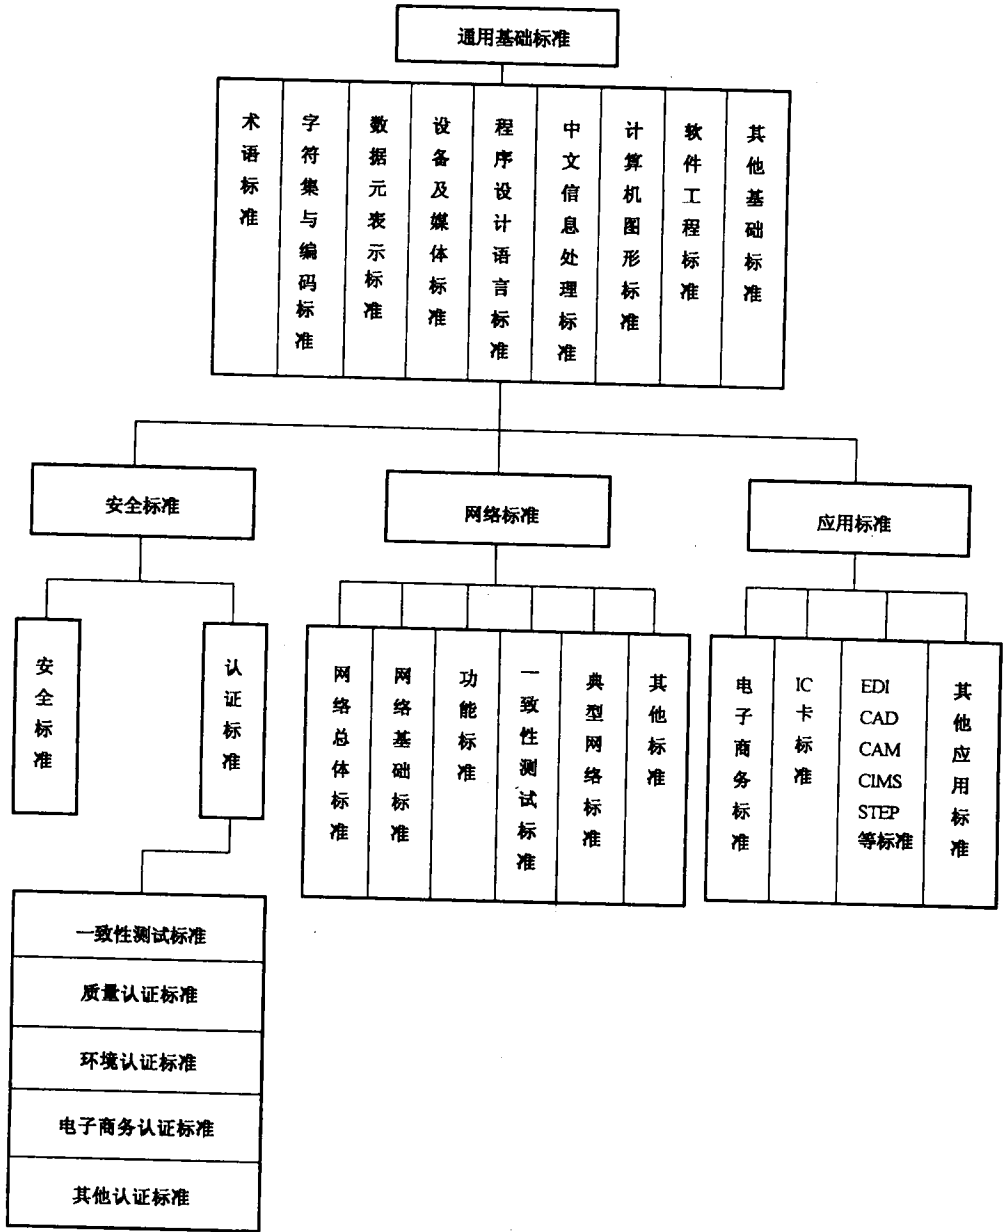 通用基础标准
术语标准
字符集与编码标准
数据元表示标准
设备及媒体标准
程序设计语言标准
中文信息处理标准
计算机图形标准
软件工程标准
其他基础标准
安全标准
网络标准
应用标准
安全标准
认证标准
网络总体标准
网络基础标准
功能标准
一致性测试标准
典型网络标准
其他标准
电子商务标准
IC卡标准
EDI
CAD
CAM
CIMS
STEP
等标准
其他应用标准
一致性测试标准
质量认证标准
环境认证标准
电子商务认证标准
其他认证标准